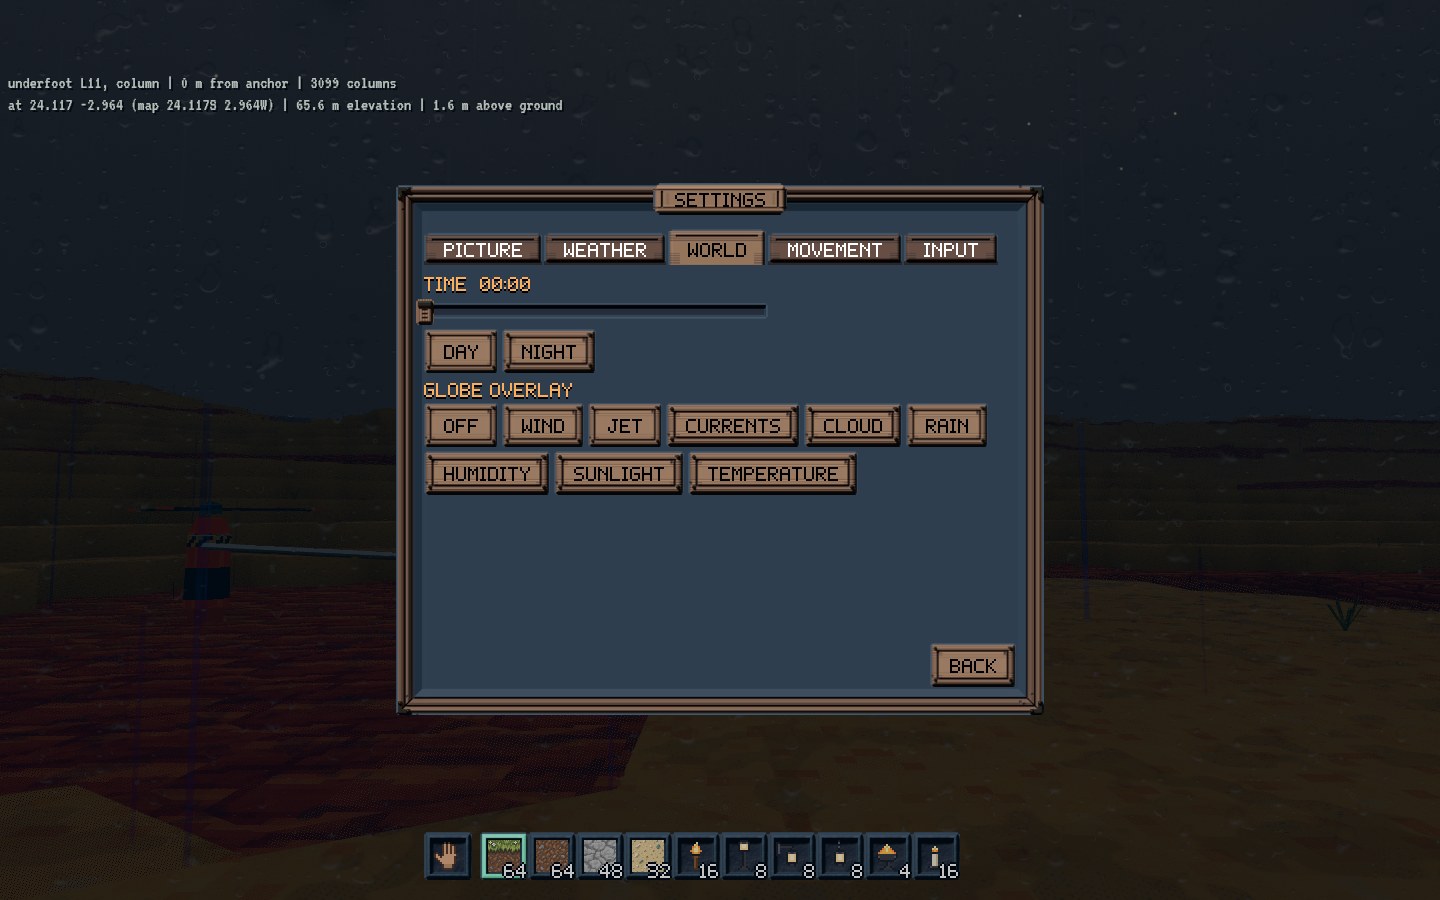 underfoot L11, column | 0 m from anchor | 3099 columns
at 24.117 -2.964 (map 24.117S 2.964W) | 65.6 m elevation | 1.6 m above ground
SETTINGS
PICTURE WEATHER WORLD MOVEMENT INPUT
TIME 00:00
DAY NIGHT
GLOBE OVERLAY
OFF WIND JET CURRENTS CLOUD RAIN
HUMIDITY SUNLIGHT TEMPERATURE
BACK
64 64 48 32 16 8 8 8 4 16